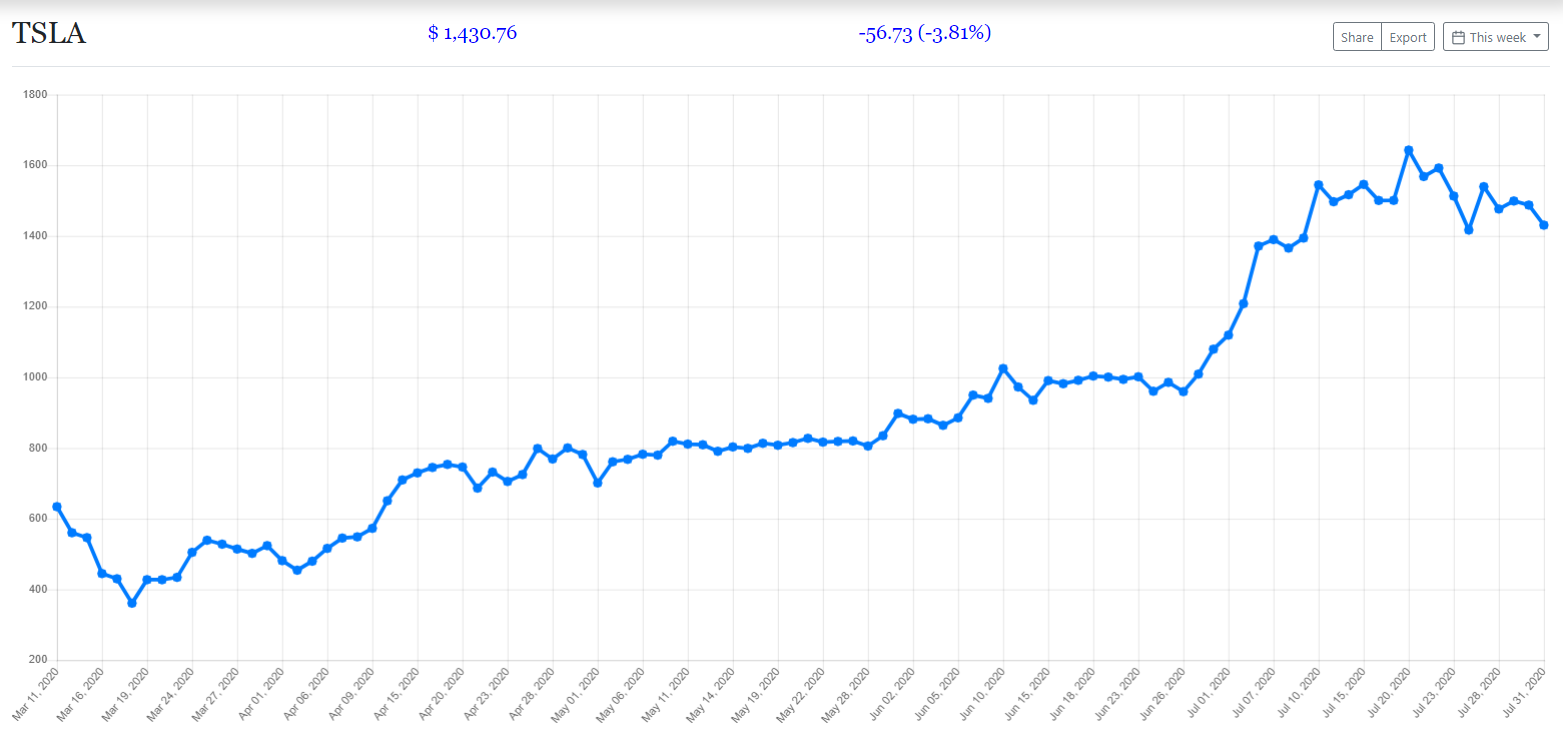 TSLA
$ 1,430.76
-56.73 (-3.81%)
Share
Export
This week
1800
1600
1400
1200
1000
800
600
400
200
Mar 11, 2020
Mar 16, 2020
Mar 19, 2020
Mar 24, 2020
Mar 27, 2020
Apr 01, 2020
Apr 06, 2020
Apr 09, 2020
Apr 15, 2020
Apr 20, 2020
Apr 23, 2020
Apr 28, 2020
May 01, 2020
May 06, 2020
May 11, 2020
May 14, 2020
May 19, 2020
May 22, 2020
May 28, 2020
Jun 02, 2020
Jun 05, 2020
Jun 10, 2020
Jun 15, 2020
Jun 18, 2020
Jun 23, 2020
Jun 26, 2020
Jul 01, 2020
Jul 07, 2020
Jul 10, 2020
Jul 15, 2020
Jul 20, 2020
Jul 23, 2020
Jul 28, 2020
Jul 31, 2020